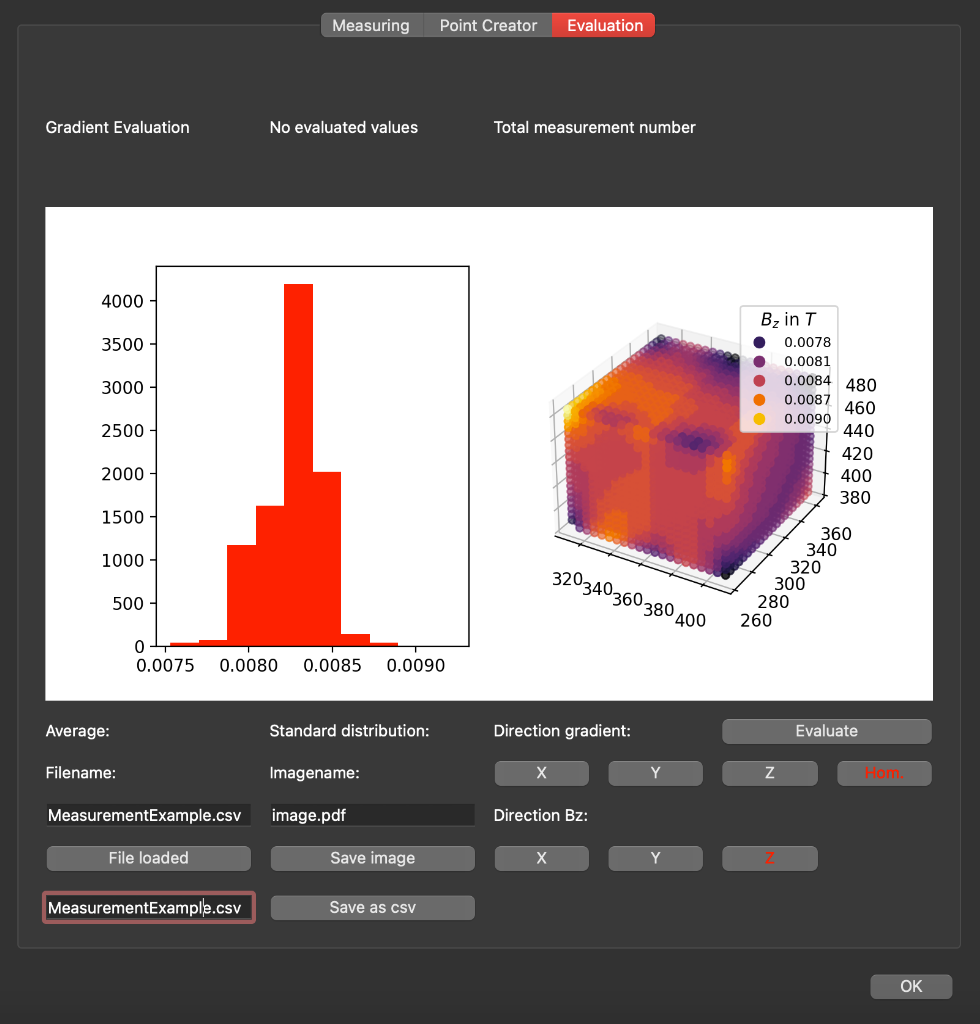 Measuring Point Creator Evaluation
Gradient Evaluation No evaluated values Total measurement number
4000
3500
3000
2500
2000
1500
1000
500
0
0.0075 0.0080 0.0085 0.0090
Bz in T
0.0078
0.0081
0.0084
0.0087
0.0090
480
460
440
420
400
380
360
340
320
300
280
260
320 340 360 380 400
Average: Standard distribution: Direction gradient: Evaluate
Filename: Imagename: X Y Z Hom.
MeasurementExample.csv image.pdf Direction Bz:
File loaded Save image X Y Z
MeasurementExample.csv Save as csv
OK